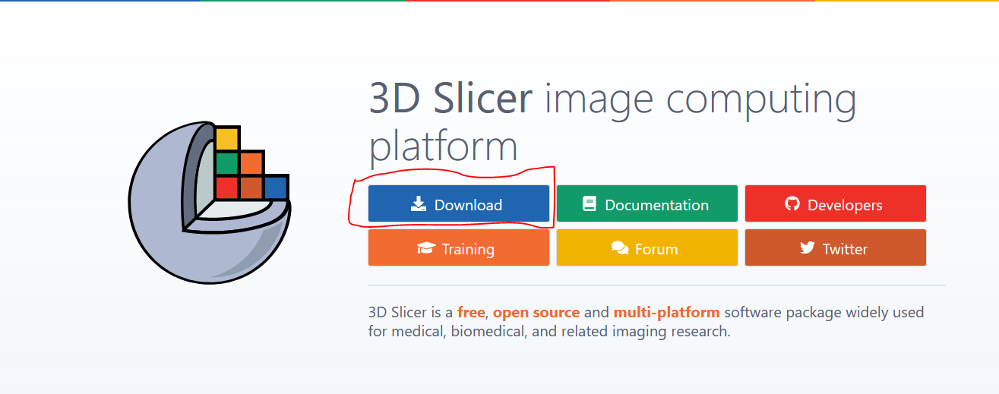 3D Slicer image computing
platform
Download
Documentation
Developers
Training
Forum
Twitter
3D Slicer is a free, open source and multi-platform software package widely used
for medical, biomedical, and related imaging research.